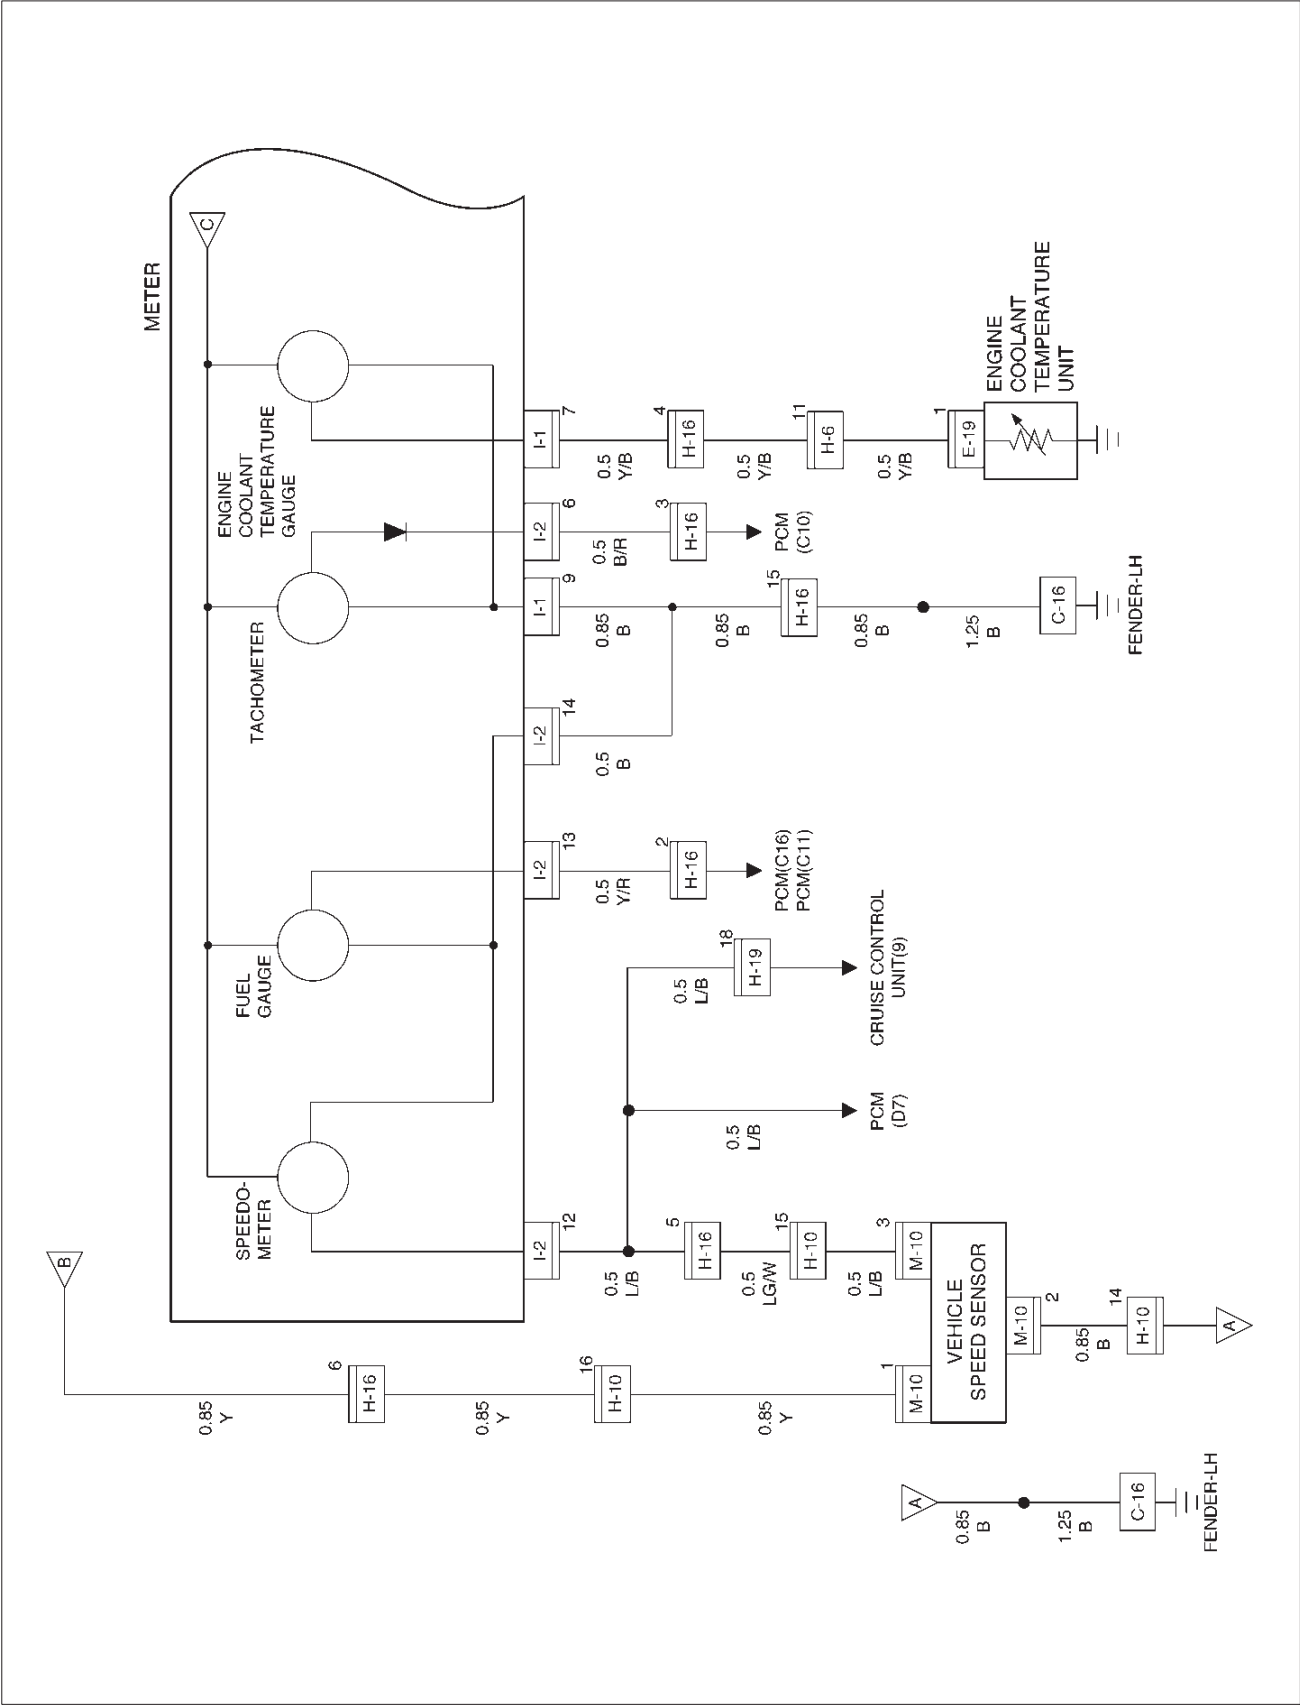 METER
C
ENGINE
COOLANT
TEMPERATURE
GAUGE
TACHOMETER
FUEL
GAUGE
SPEEDO-
METER
B
I-2
12
I-2
13
I-2
14
I-1
9
I-2
6
I-1
7
0.85
Y
6
H-16
0.85
Y
16
H-10
0.85
Y
1
M-10
0.5
L/B
5
H-16
0.5
LG/W
15
H-10
0.5
L/B
3
M-10
VEHICLE
SPEED SENSOR
M-10
2
0.85
B
14
H-10
A
0.5
L/B
PCM
(D7)
0.5
L/B
18
H-19
CRUISE CONTROL
UNIT(9)
0.5
Y/R
2
H-16
PCM(C16)
PCM(C11)
0.5
B
0.85
B
0.85
B
15
H-16
0.85
B
1.25
B
C-16
FENDER-LH
0.5
B/R
3
H-16
PCM
(C10)
0.5
Y/B
4
H-16
0.5
Y/B
11
H-6
0.5
Y/B
1
E-19
ENGINE
COOLANT
TEMPERATURE
UNIT
A
0.85
B
1.25
B
C-16
FENDER-LH